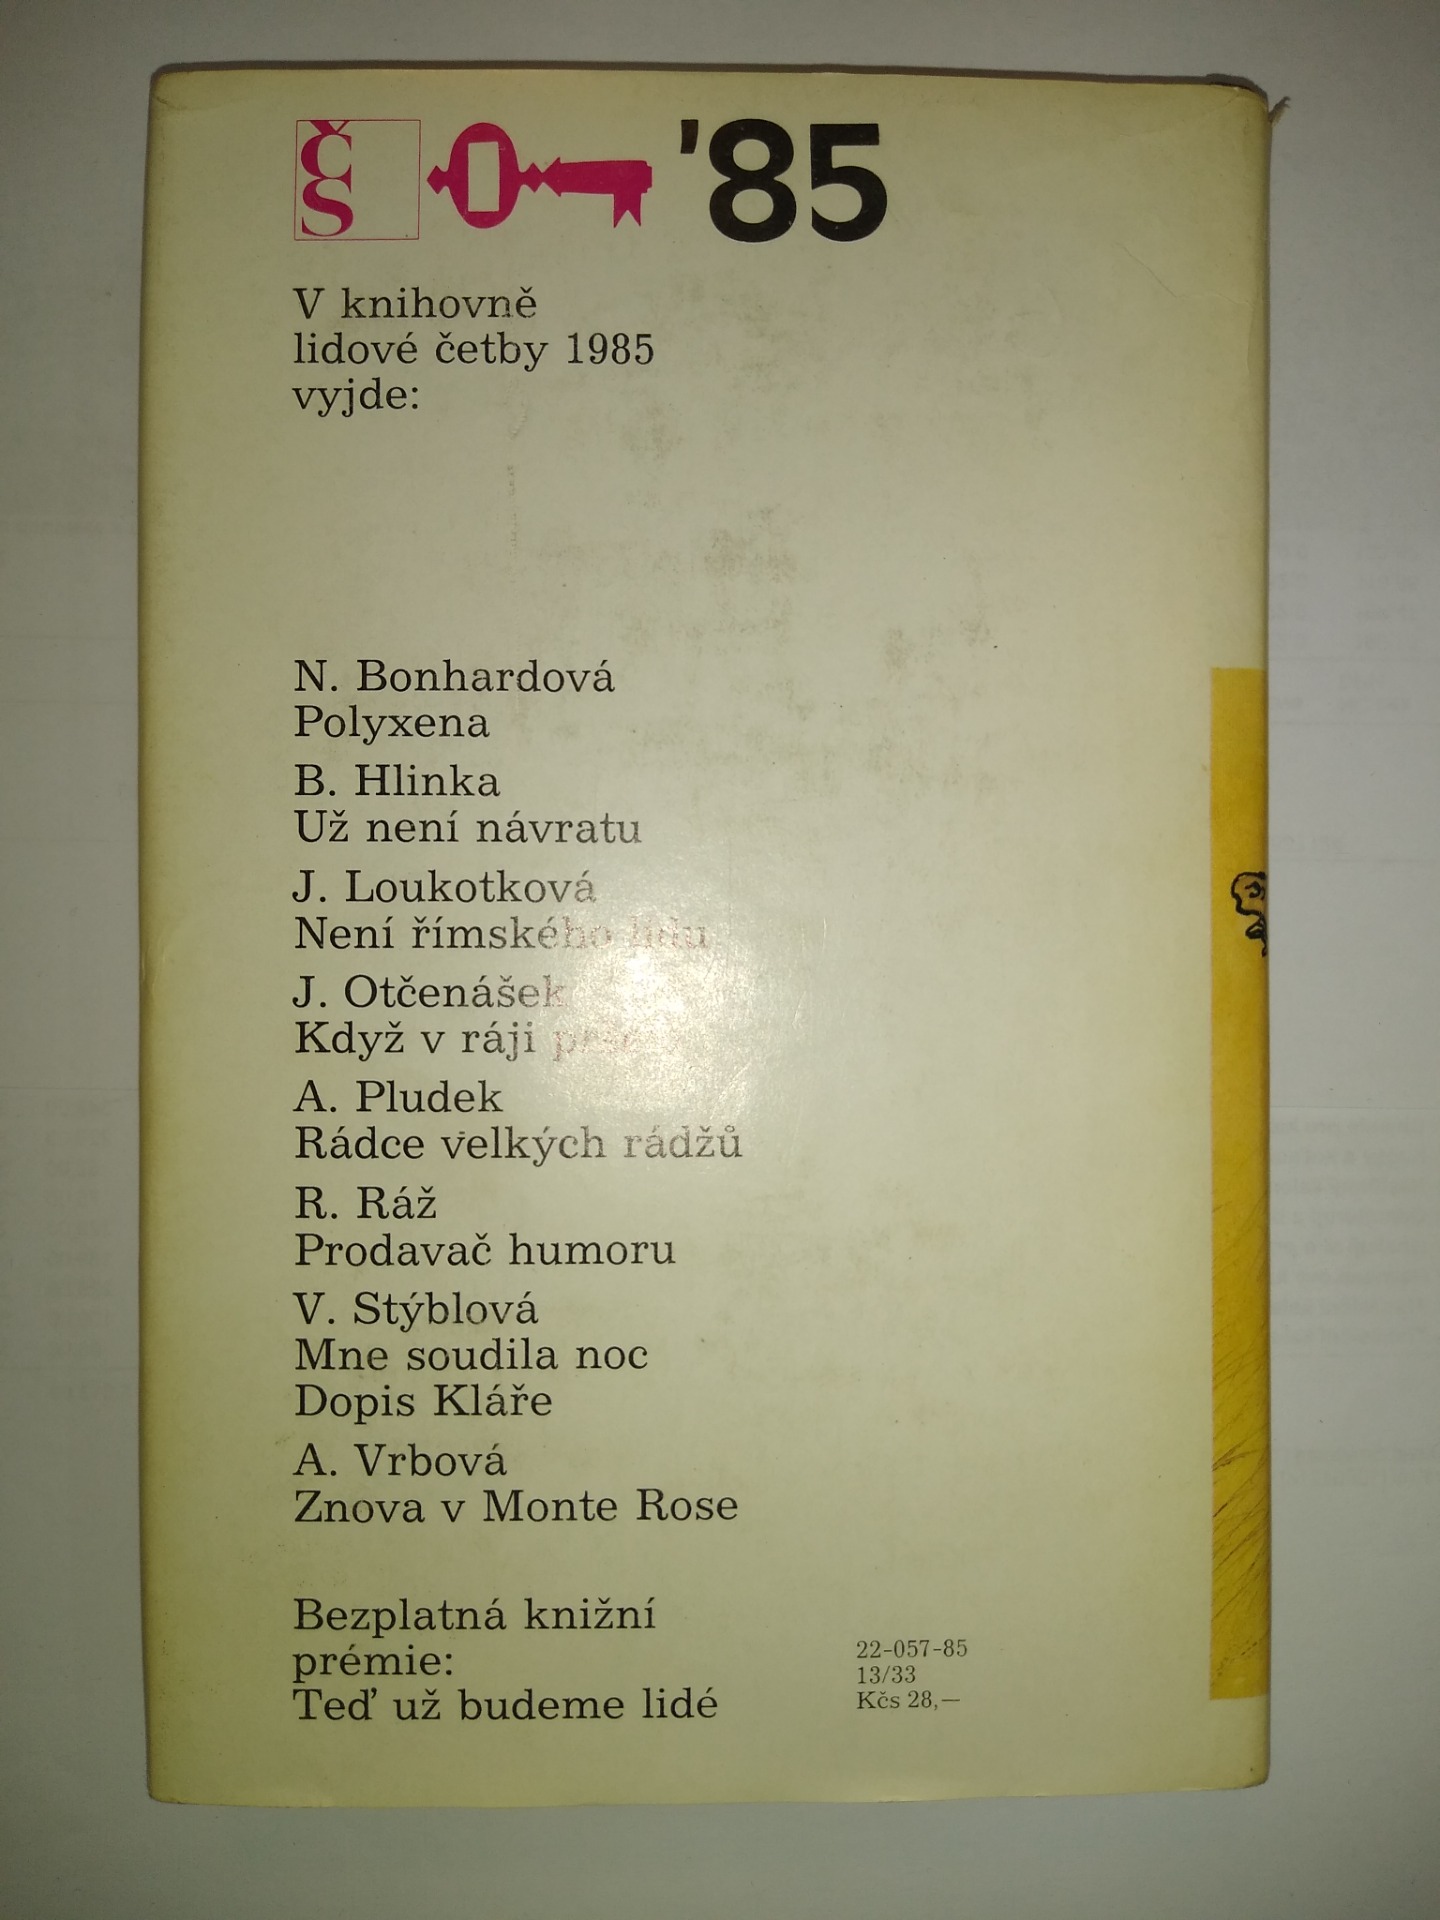 ČS '85
V knihovně
lidové četby 1985
vyjde:
N. Bonhardová
Polyxena
B. Hlinka
Už není návratu
J. Loukotková
Není římského lidu
J. Otčenášek
Když v ráji pršelo
A. Pludek
Rádce velkých rádžů
R. Ráž
Prodavač humoru
V. Stýblová
Mne soudila noc
Dopis Kláře
A. Vrbová
Znova v Monte Rose
Bezplatná knižní
prémie:
Teď už budeme lidé
22-057-85
13/33
Kčs 28,—